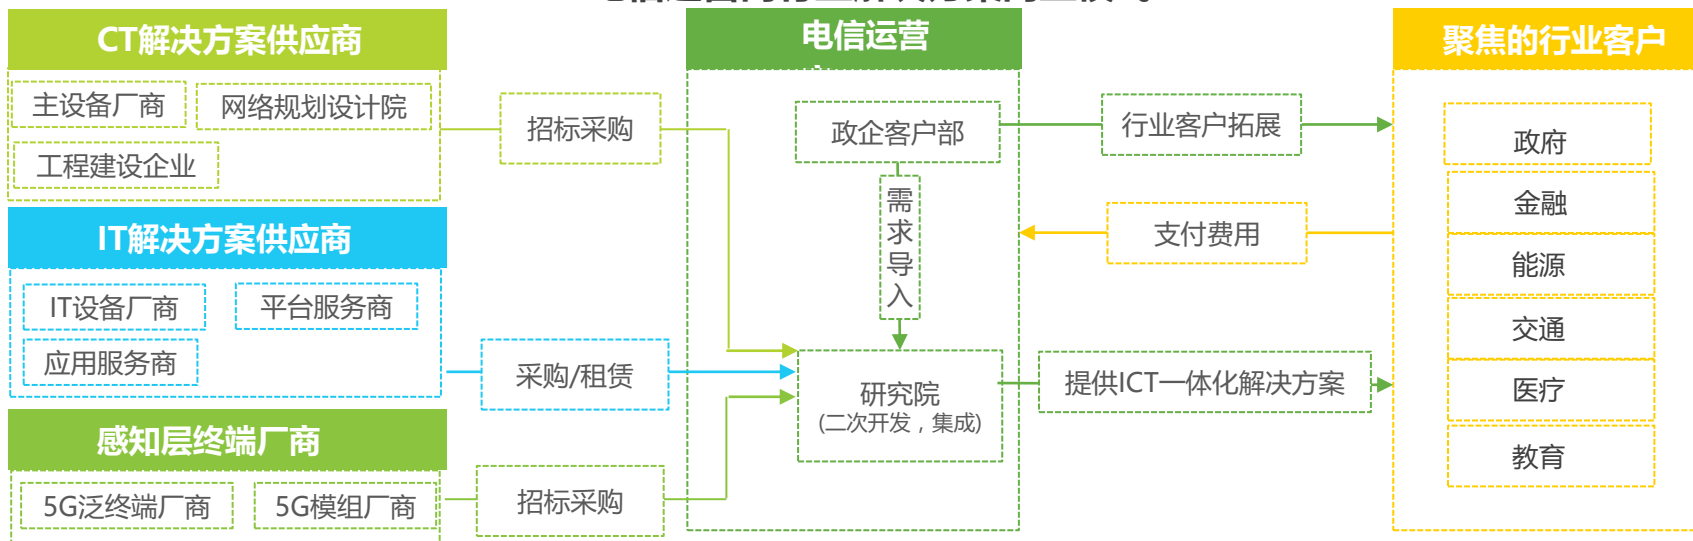 CT解决方案供应商
主设备厂商
网络规划设计院
工程建设企业
招标采购
IT解决方案供应商
IT设备厂商
平台服务商
应用服务商
采购/租赁
感知层终端厂商
5G泛终端厂商
5G模组厂商
招标采购
电信运营
政企客户部
需
求
导
入
研究院
(二次开发，集成)
行业客户拓展
支付费用
提供ICT一体化解决方案
聚焦的行业客户
政府
金融
能源
交通
医疗
教育